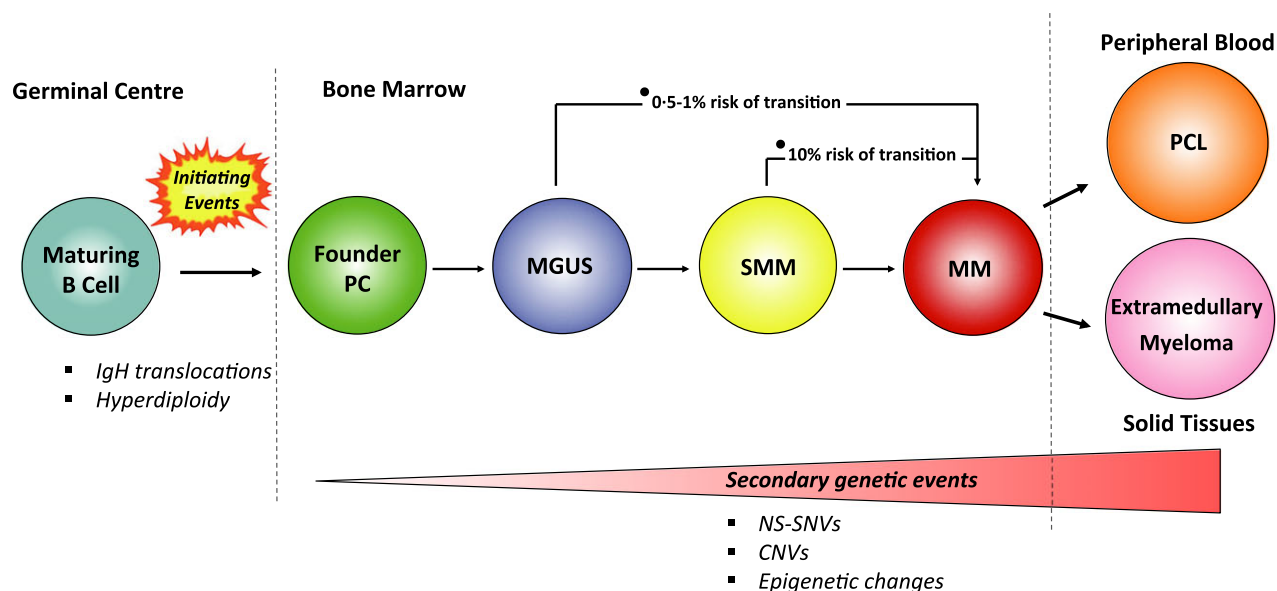 Germinal Centre
Initiating
Events
Maturing
B Cell
▪ IgH translocations
▪ Hyperdiploidy
Bone Marrow
•0·5-1% risk of transition
•10% risk of transition
Founder
PC
MGUS
SMM
MM
Peripheral Blood
PCL
Extramedullary
Myeloma
Solid Tissues
Secondary genetic events
▪ NS-SNVs
▪ CNVs
▪ Epigenetic changes